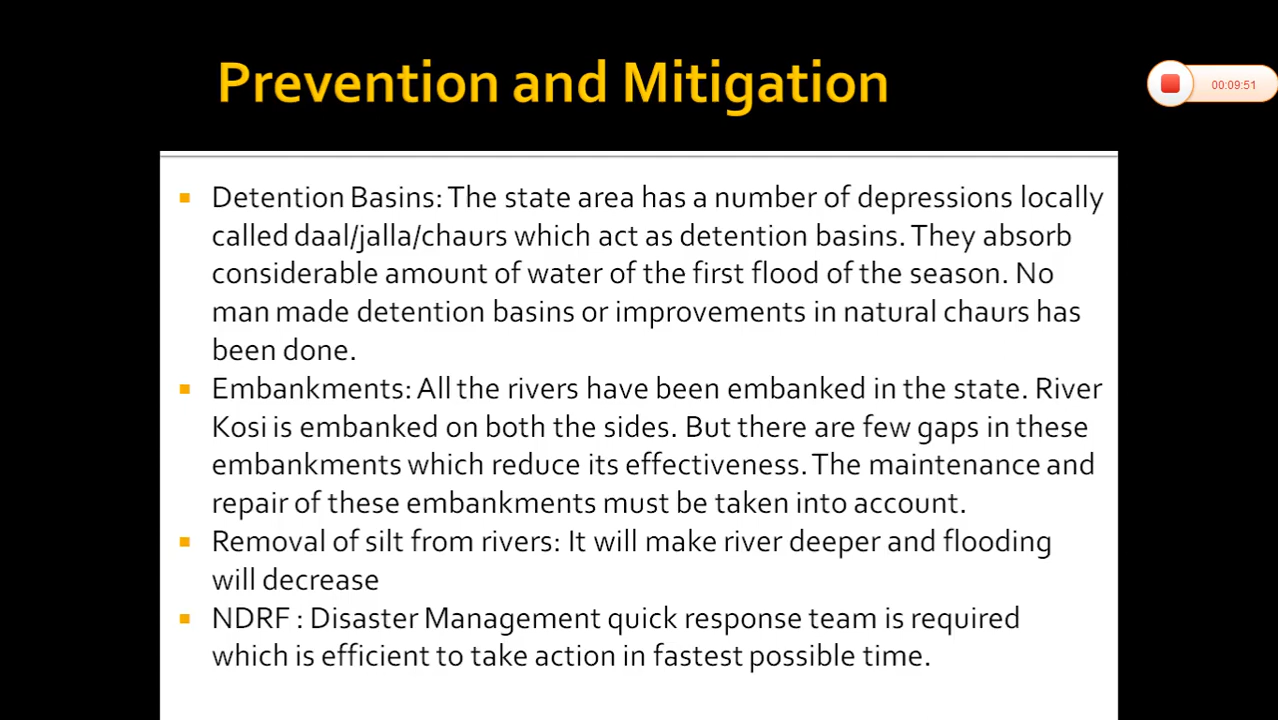 Prevention and Mitigation
00:09:51
Detention Basins: The state area has a number of depressions locally
called daal/jalla/chaurs which act as detention basins. They absorb
considerable amount of water of the first flood of the season. No
man made detention basins or improvements in natural chaurs has
been done.
Embankments: All the rivers have been embanked in the state. River
Kosi is embanked on both the sides. But there are few gaps in these
embankments which reduce its effectiveness. The maintenance and
repair of these embankments must be taken into account.
Removal of silt from rivers: It will make river deeper and flooding
will decrease
NDRF : Disaster Management quick response team is required
which is efficient to take action in fastest possible time.